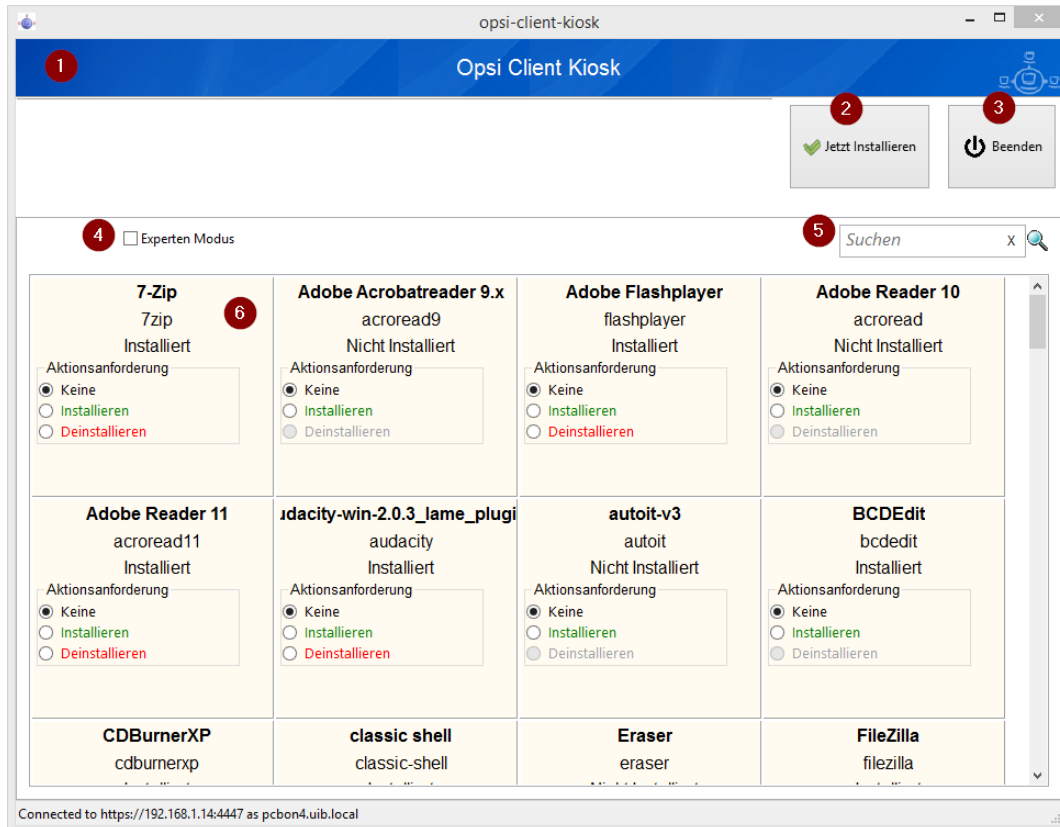 opsi-client-kiosk
1
Opsi Client Kiosk
2
3
Jetzt Installieren
Beenden
4
Experten Modus
5
Suchen
x
7-Zip
Adobe Acrobatreader 9.x
Adobe Flashplayer
Adobe Reader 10
7zip
6
acroread9
flashplayer
acroread
Installiert
Nicht Installiert
Installiert
Nicht Installiert
Aktionsanforderung
Aktionsanforderung
Aktionsanforderung
Aktionsanforderung
Keine
Keine
Keine
Keine
Installieren
Installieren
Installieren
Installieren
Deinstallieren
Deinstallieren
Deinstallieren
Deinstallieren
Adobe Reader 11
udacity-win-2.0.3_lame_plugi
autoit-v3
BCDEdit
acroread11
audacity
autoit
bcdedit
Installiert
Installiert
Nicht Installiert
Installiert
Aktionsanforderung
Aktionsanforderung
Aktionsanforderung
Aktionsanforderung
Keine
Keine
Keine
Keine
Installieren
Installieren
Installieren
Installieren
Deinstallieren
Deinstallieren
Deinstallieren
Deinstallieren
CDBurnerXP
classic shell
Eraser
FileZilla
cdburnerxp
classic-shell
eraser
filezilla
Connected to https://192.168.1.14:4447 as pcbon4.uib.local